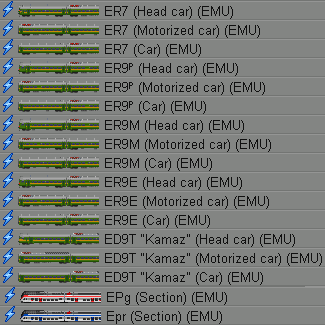 ER7 (Head car) (EMU)
ER7 (Motorized car) (EMU)
ER7 (Car) (EMU)
ER9ᴾ (Head car) (EMU)
ER9ᴾ (Motorized car) (EMU)
ER9ᴾ (Car) (EMU)
ER9M (Head car) (EMU)
ER9M (Motorized car) (EMU)
ER9M (Car) (EMU)
ER9E (Head car) (EMU)
ER9E (Motorized car) (EMU)
ER9E (Car) (EMU)
ED9T "Kamaz" (Head car) (EMU)
ED9T "Kamaz" (Motorized car) (EMU)
ED9T "Kamaz" (Car) (EMU)
EPg (Section) (EMU)
Epr (Section) (EMU)